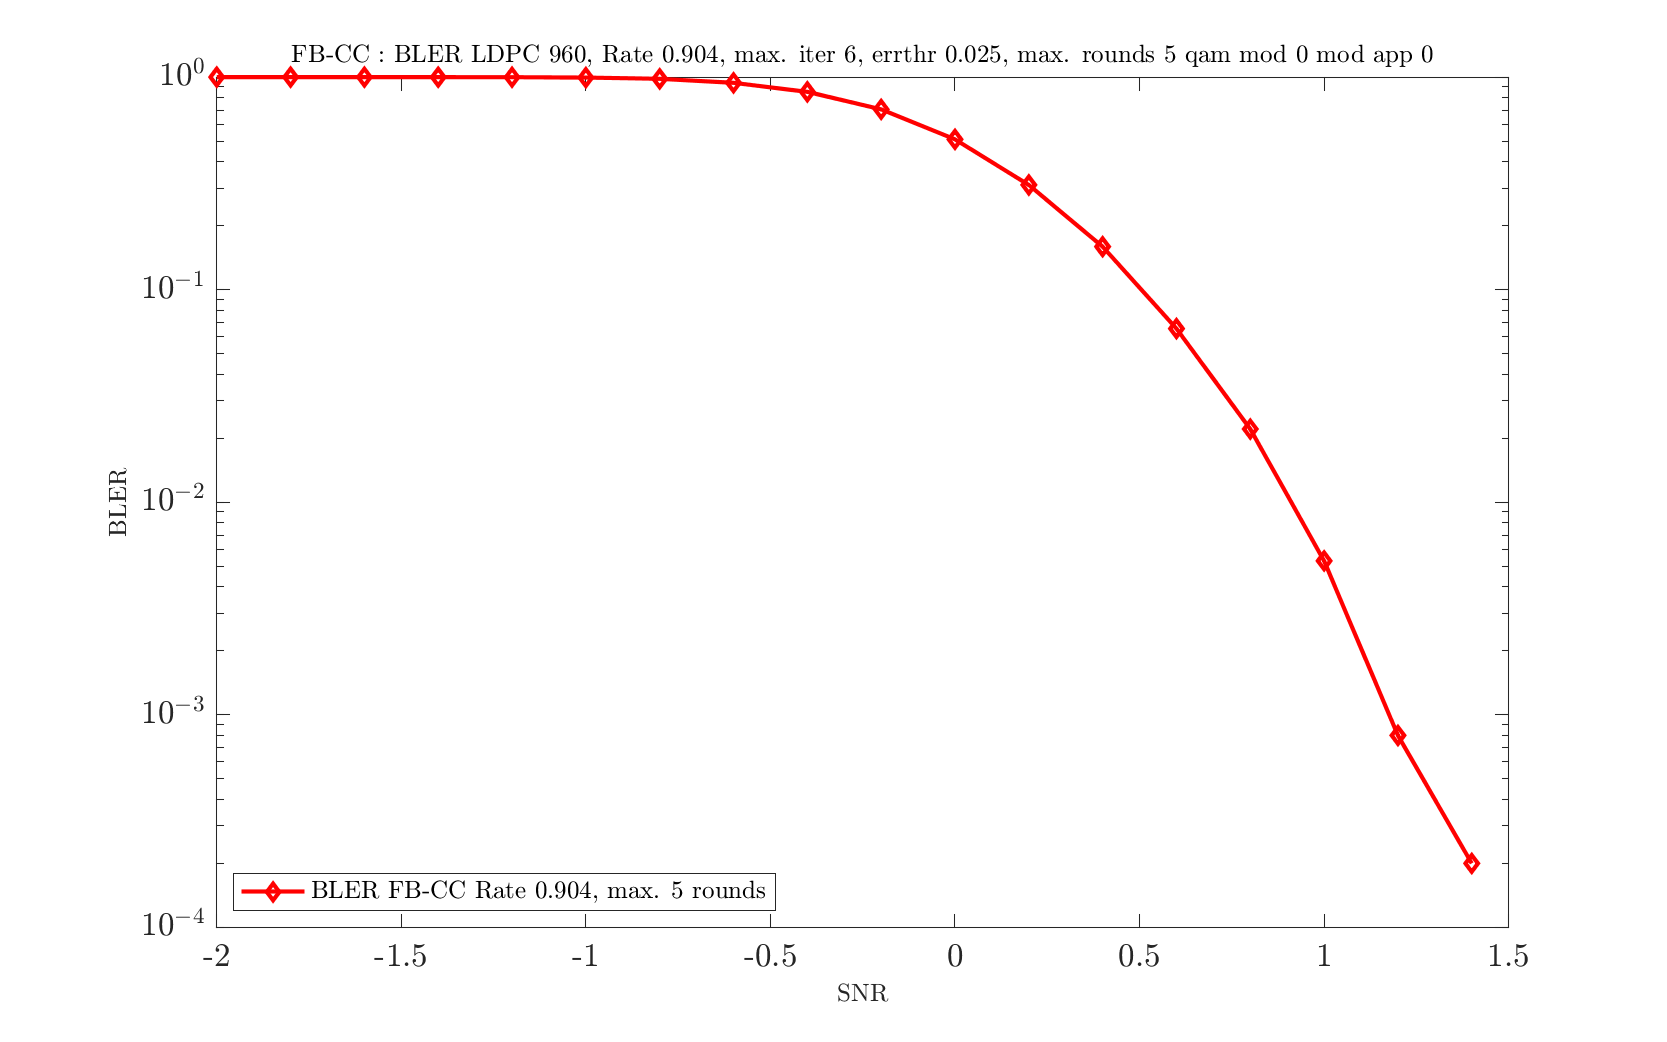 FB-CC : BLER LDPC 960, Rate 0.904, max. iter 6, errthr 0.025, max. rounds 5 qam mod 0 mod app 0
10^0
10^-1
10^-2
10^-3
10^-4
BLER
BLER FB-CC Rate 0.904, max. 5 rounds
-2 -1.5 -1 -0.5 0 0.5 1 1.5
SNR